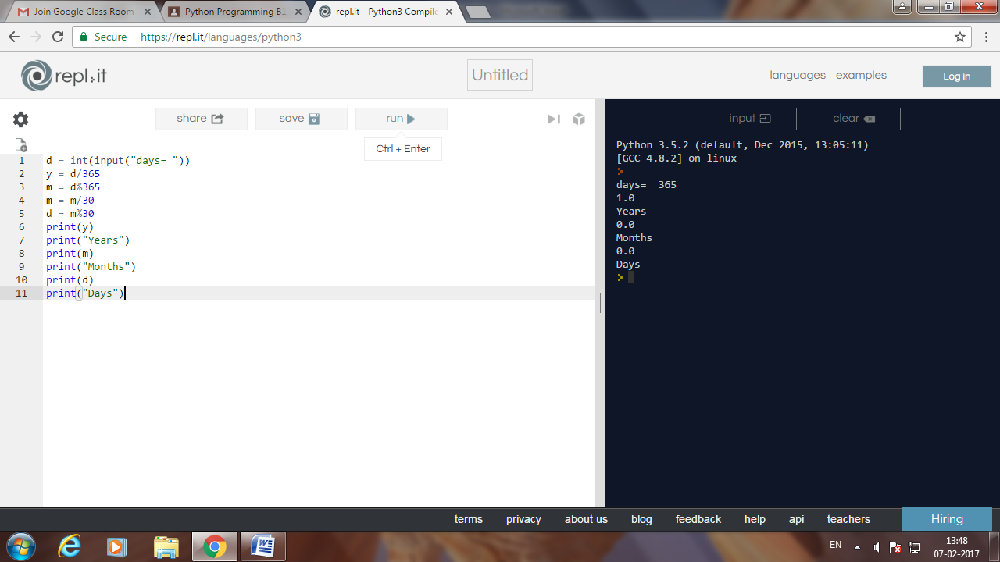 Join Google Class Room
Python Programming B1
repl.it - Python3 Compile
Secure
https://repl.it/languages/python3
repl.it
Untitled
languages
examples
Log in
share
save
run
Ctrl + Enter
input
clear
1 d = int(input("days= "))
2 y = d/365
3 m = d%365
4 m = m/30
5 d = m%30
6 print(y)
7 print("Years")
8 print(m)
9 print("Months")
10 print(d)
11 print("Days")
Python 3.5.2 (default, Dec 2015, 13:05:11)
[GCC 4.8.2] on linux
days=  365
1.0
Years
0.0
Months
0.0
Days
terms privacy about us blog feedback help api teachers Hiring
EN
13:48
07-02-2017